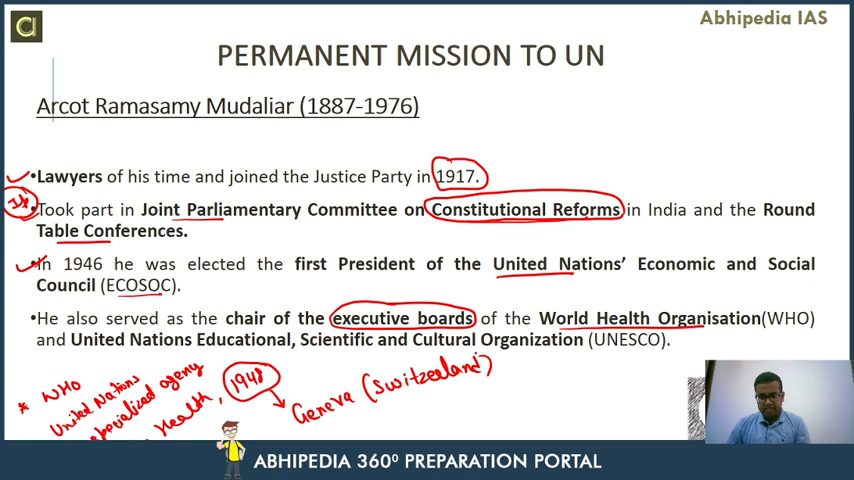 Abhipedia IAS
PERMANENT MISSION TO UN
Arcot Ramasamy Mudaliar (1887-1976)
•Lawyers of his time and joined the Justice Party in 1917.
•Took part in Joint Parliamentary Committee on Constitutional Reforms in India and the Round
Table Conferences.
•In 1946 he was elected the first President of the United Nations’ Economic and Social
Council (ECOSOC).
•He also served as the chair of the executive boards of the World Health Organisation(WHO)
and United Nations Educational, Scientific and Cultural Organization (UNESCO).
* WHO
United Nations
specialized agency
Health, 1948
Geneva (Switzerland)
ABHIPEDIA 360⁰ PREPARATION PORTAL